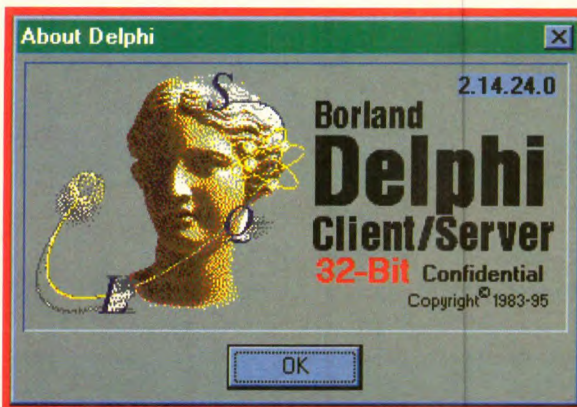 About Delphi
2.14.24.0
S
Borland
Delphi
Q
Client/Server
L
32-Bit Confidential
Copyright© 1983-95
OK